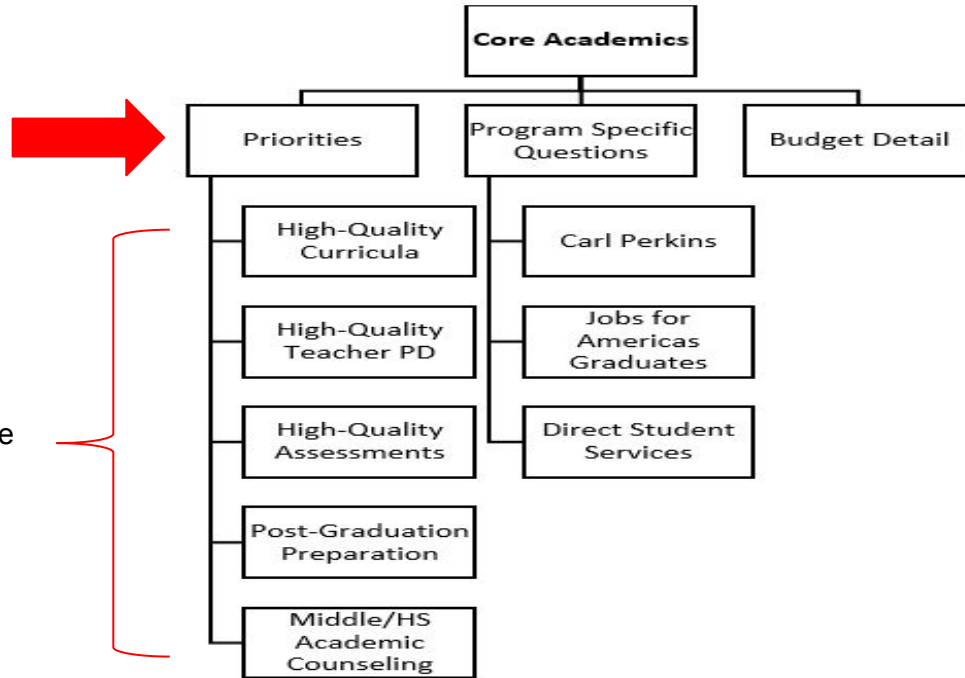 Core Academics
Priorities
Program Specific
Questions
Budget Detail
High-Quality
Curricula
High-Quality
Teacher PD
High-Quality
Assessments
Post-Graduation
Preparation
Middle/HS
Academic
Counseling
Carl Perkins
Jobs for
Americas
Graduates
Direct Student
Services
e